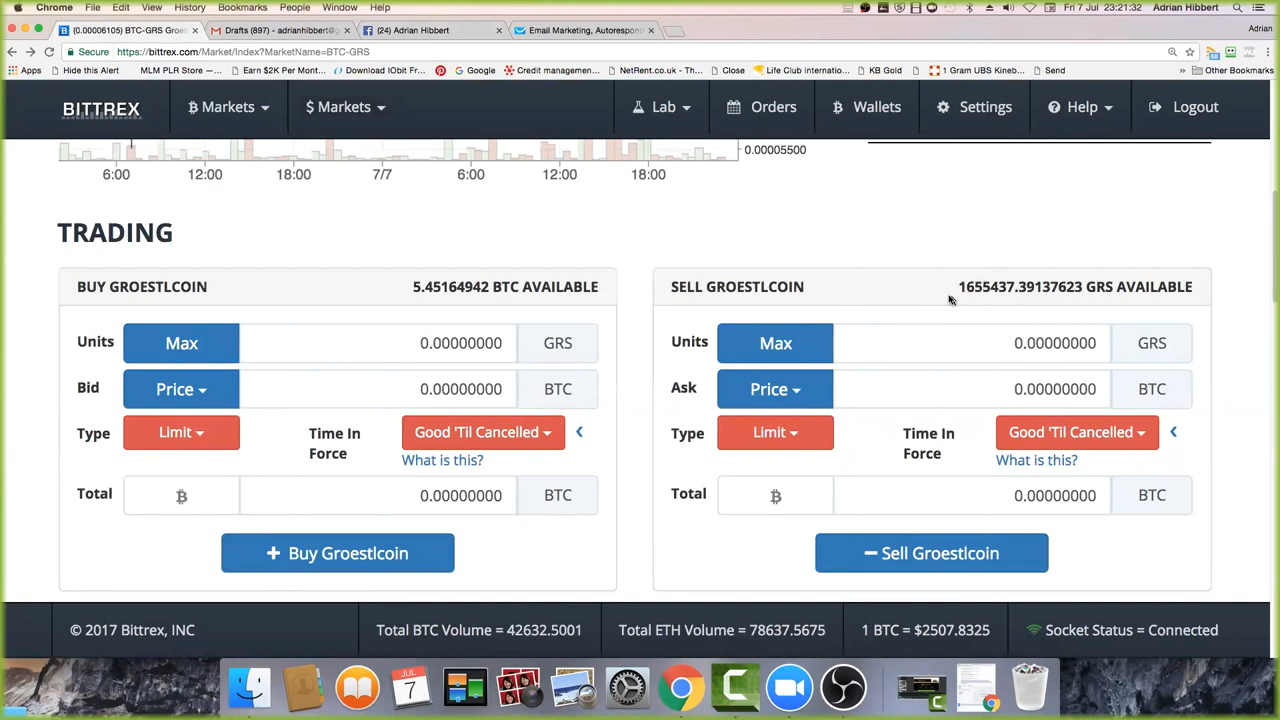 Chrome File Edit View History Bookmarks People Window Help Fri 7 Jul 23:21:32 Adrian Hibbert
(0.00006105) BTC-GRS Groes Drafts (897) - adrianhibbert@g (24) Adrian Hibbert Email Marketing, Autorespond Adrian
Secure https://bittrex.com/Market/Index?MarketName=BTC-GRS
Apps Hide this Alert MLM PLR Store —... Earn $2K Per Mont... Download IObit Fr... Google Credit managemen... NetRent.co.uk - Th... Close Life Club internatio... KB Gold 1 Gram UBS Kineb... Send » Other Bookmarks
BITTREX ₿ Markets $ Markets Lab Orders ₿ Wallets Settings Help Logout
0.00005500
6:00 12:00 18:00 7/7 6:00 12:00 18:00
TRADING
BUY GROESTLCOIN 5.45164942 BTC AVAILABLE
Units Max 0.00000000 GRS
Bid Price 0.00000000 BTC
Type Limit Time In Force Good 'Til Cancelled
What is this?
Total ₿ 0.00000000 BTC
+ Buy Groestlcoin
SELL GROESTLCOIN 1655437.39137623 GRS AVAILABLE
Units Max 0.00000000 GRS
Ask Price 0.00000000 BTC
Type Limit Time In Force Good 'Til Cancelled
What is this?
Total ₿ 0.00000000 BTC
− Sell Groestlcoin
© 2017 Bittrex, INC Total BTC Volume = 42632.5001 Total ETH Volume = 78637.5675 1 BTC = $2507.8325 Socket Status = Connected
JUL
7